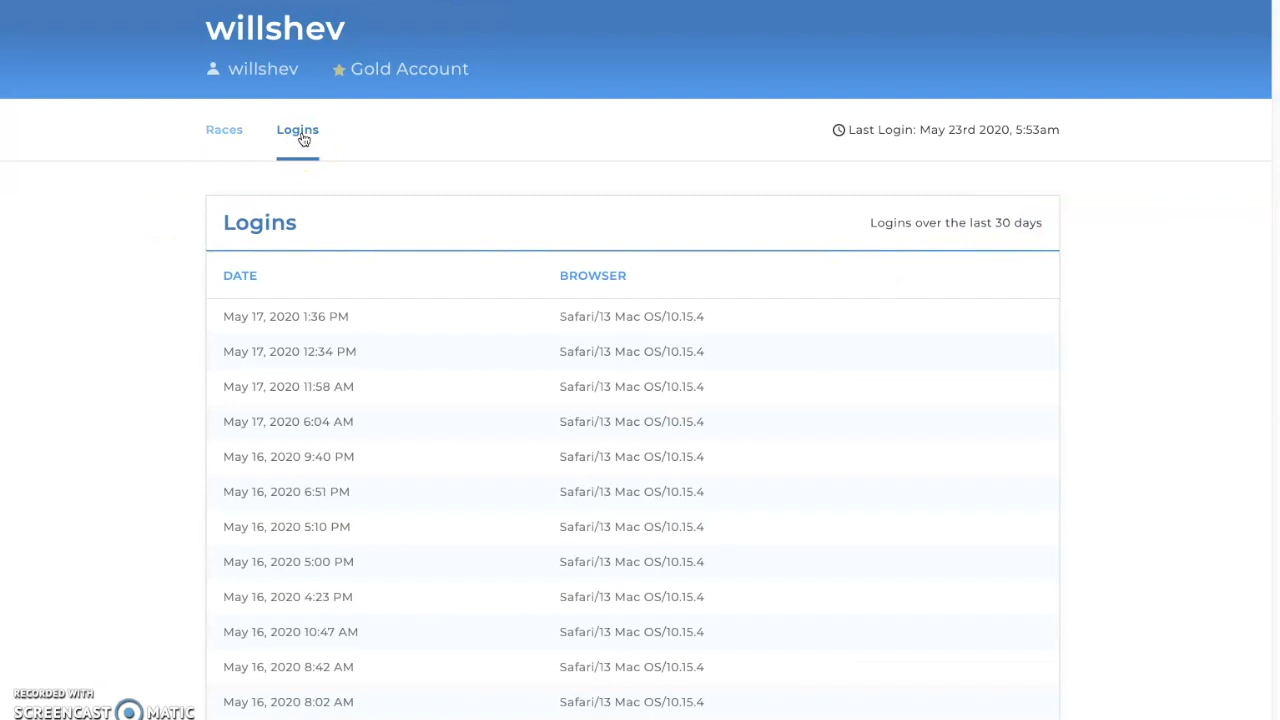 willshev
willshev Gold Account
Races Logins Last Login: May 23rd 2020, 5:53am
Logins Logins over the last 30 days
DATE BROWSER
May 17, 2020 1:36 PM Safari/13 Mac OS/10.15.4
May 17, 2020 12:34 PM Safari/13 Mac OS/10.15.4
May 17, 2020 11:58 AM Safari/13 Mac OS/10.15.4
May 17, 2020 6:04 AM Safari/13 Mac OS/10.15.4
May 16, 2020 9:40 PM Safari/13 Mac OS/10.15.4
May 16, 2020 6:51 PM Safari/13 Mac OS/10.15.4
May 16, 2020 5:10 PM Safari/13 Mac OS/10.15.4
May 16, 2020 5:00 PM Safari/13 Mac OS/10.15.4
May 16, 2020 4:23 PM Safari/13 Mac OS/10.15.4
May 16, 2020 10:47 AM Safari/13 Mac OS/10.15.4
May 16, 2020 8:42 AM Safari/13 Mac OS/10.15.4
May 16, 2020 8:02 AM Safari/13 Mac OS/10.15.4
RECORDED WITH
SCREENCAST MATIC